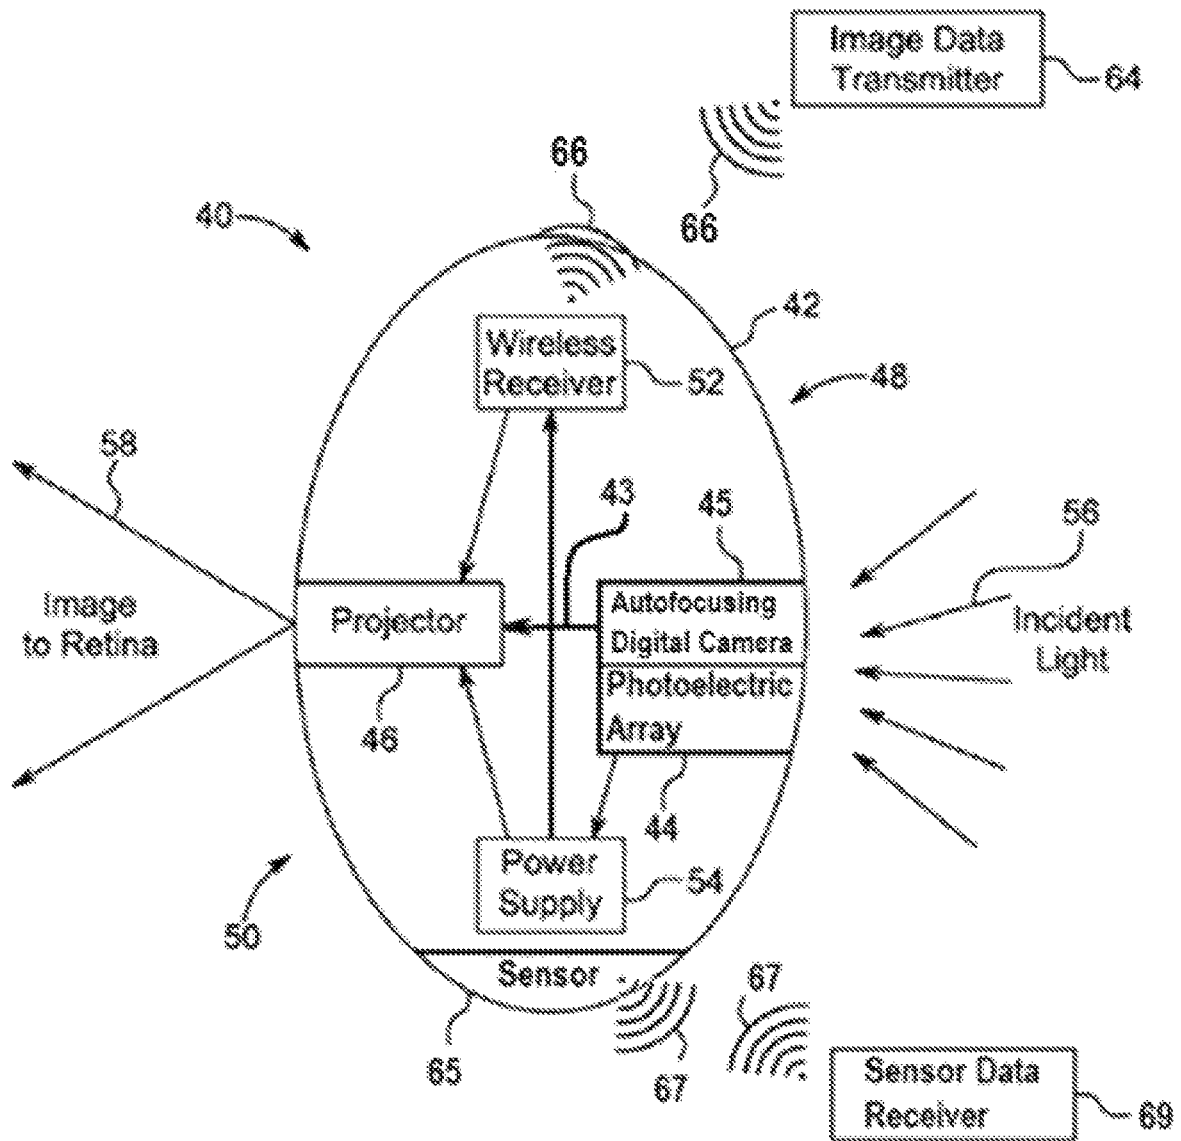 Image Data
Transmitter
64
66
66
40
42
Wireless
Receiver
52
48
58
43
45
56
Image
to Retina
Projector
Autofocusing
Digital Camera
Incident
Light
Photoelectric
Array
46
44
Power
Supply
54
50
Sensor
67
65
67
Sensor Data
Receiver
69